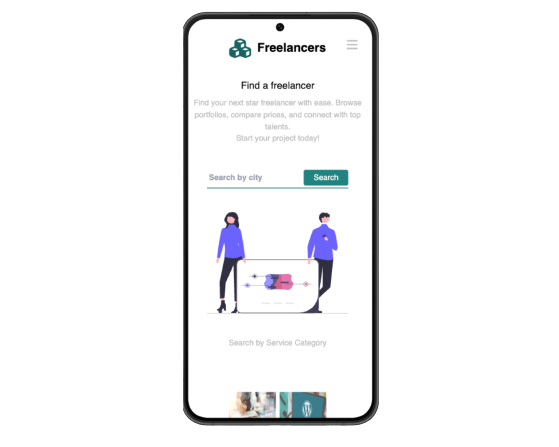 Freelancers
Find a freelancer
Find your next star freelancer with ease. Browse
portfolios, compare prices, and connect with top
talents.
Start your project today!
Search by city
Search
Search by Service Category